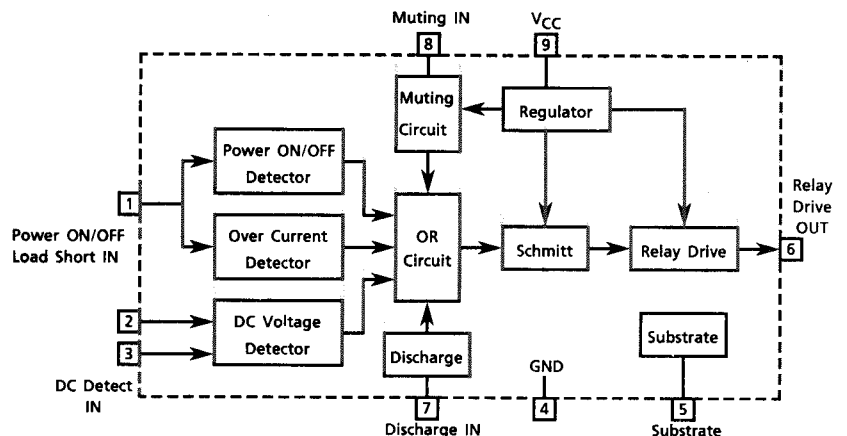 Muting IN
8
VCC
9
Muting
Circuit
Regulator
Power ON/OFF
Detector
1
Power ON/OFF
Load Short IN
Over Current
Detector
OR
Circuit
Schmitt
Relay Drive
Relay
Drive
OUT
6
2
3
DC Voltage
Detector
DC Detect
IN
Discharge
7
Discharge IN
GND
4
Substrate
5
Substrate